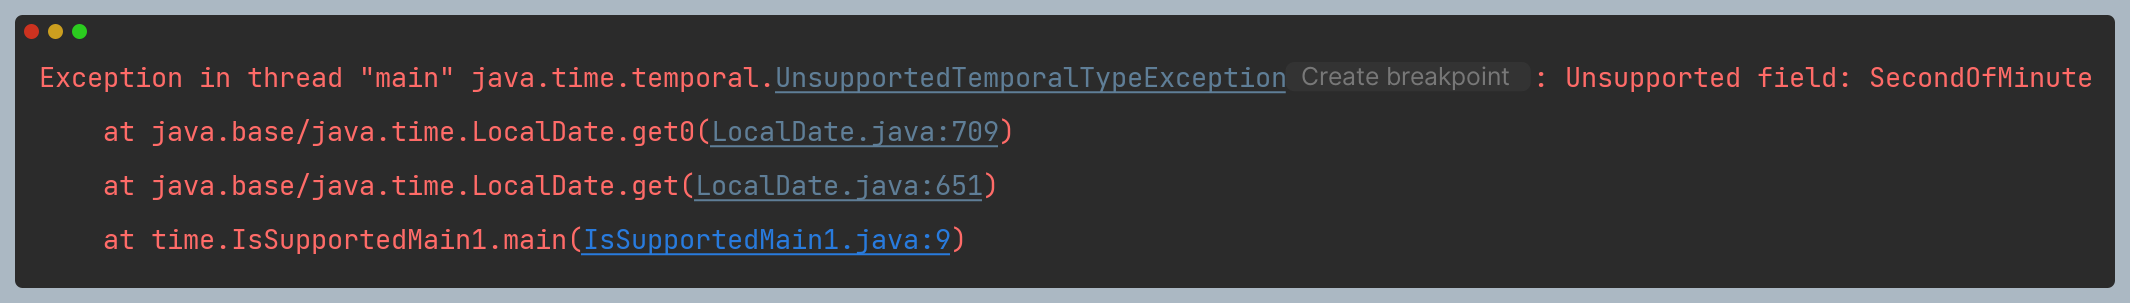 Exception in thread "main" java.time.temporal.UnsupportedTemporalTypeException Create breakpoint : Unsupported field: SecondOfMinute
at java.base/java.time.LocalDate.get0(LocalDate.java:709)
at java.base/java.time.LocalDate.get(LocalDate.java:651)
at time.IsSupportedMain1.main(IsSupportedMain1.java:9)